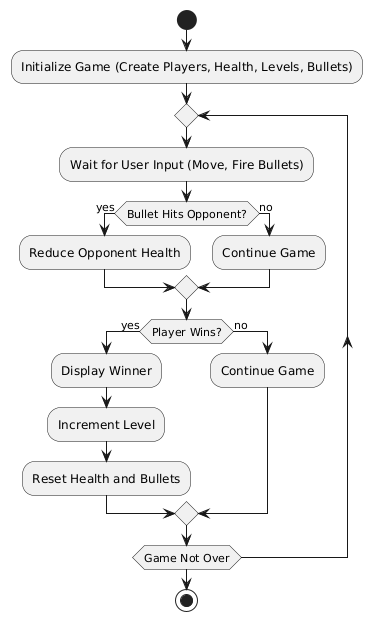 Initialize Game (Create Players, Health, Levels, Bullets)
Wait for User Input (Move, Fire Bullets)
yes
Bullet Hits Opponent?
no
Reduce Opponent Health
Continue Game
yes
Player Wins?
no
Display Winner
Continue Game
Increment Level
Reset Health and Bullets
Game Not Over